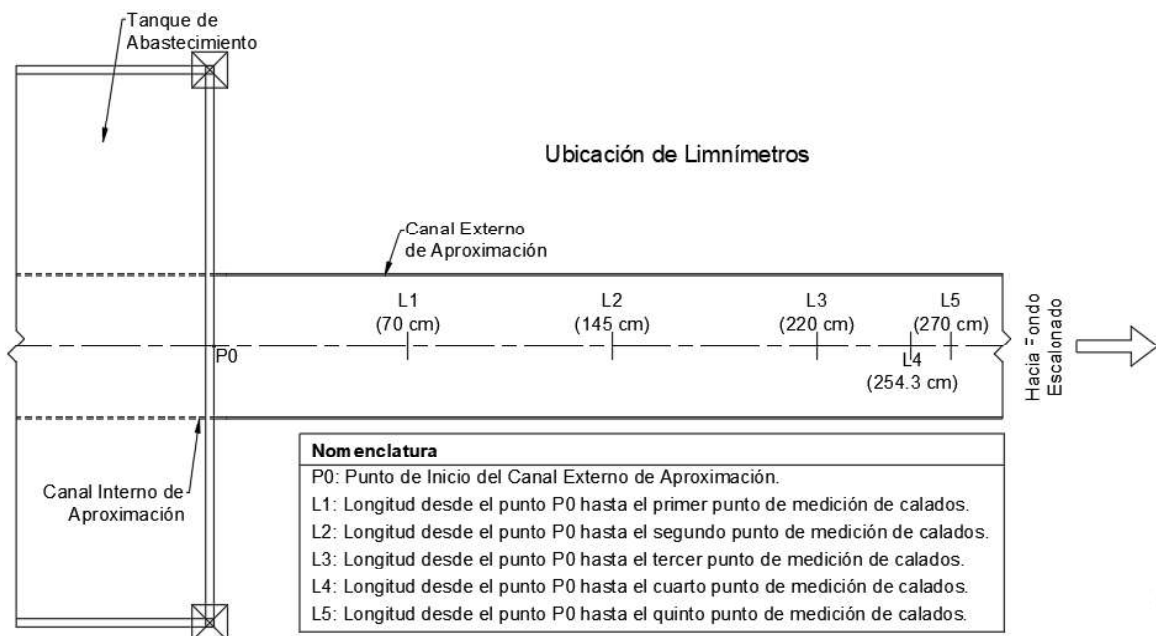 Tanque de
Abastecimiento
Ubicación de Limnímetros
Canal Externo
de Aproximación
L1
(70 cm)
L2
(145 cm)
L3
(220 cm)
L5
(270 cm)
P0
L4
(254.3 cm)
Hacia Fondo
Escalonado
Canal Interno de
Aproximación
Nomenclatura
P0: Punto de Inicio del Canal Externo de Aproximación.
L1: Longitud desde el punto P0 hasta el primer punto de medición de calados.
L2: Longitud desde el punto P0 hasta el segundo punto de medición de calados.
L3: Longitud desde el punto P0 hasta el tercer punto de medición de calados.
L4: Longitud desde el punto P0 hasta el cuarto punto de medición de calados.
L5: Longitud desde el punto P0 hasta el quinto punto de medición de calados.